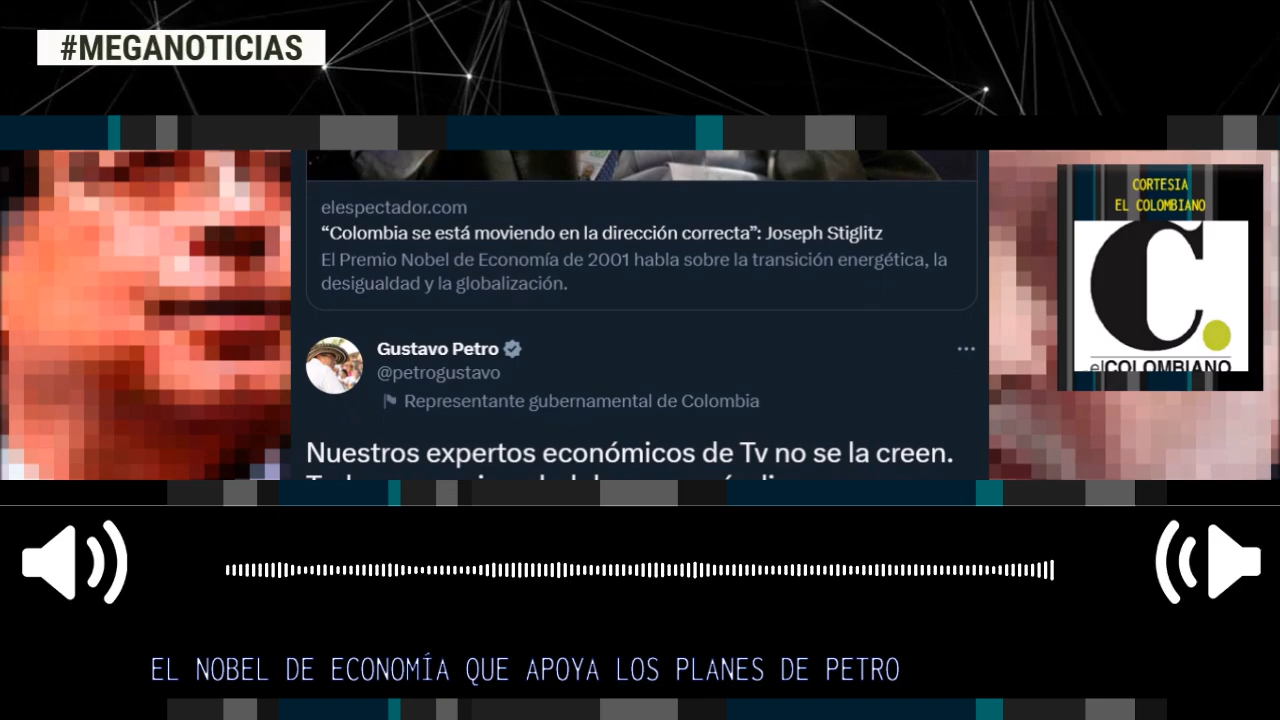 #MEGANOTICIAS
CORTESIA
EL COLOMBIANO
elCOLOMBIANO
elespectador.com
“Colombia se está moviendo en la dirección correcta”: Joseph Stiglitz
El Premio Nobel de Economía de 2001 habla sobre la transición energética, la
desigualdad y la globalización.
Gustavo Petro
@petrogustavo
Representante gubernamental de Colombia
Nuestros expertos económicos de Tv no se la creen.
EL NOBEL DE ECONOMÍA QUE APOYA LOS PLANES DE PETRO